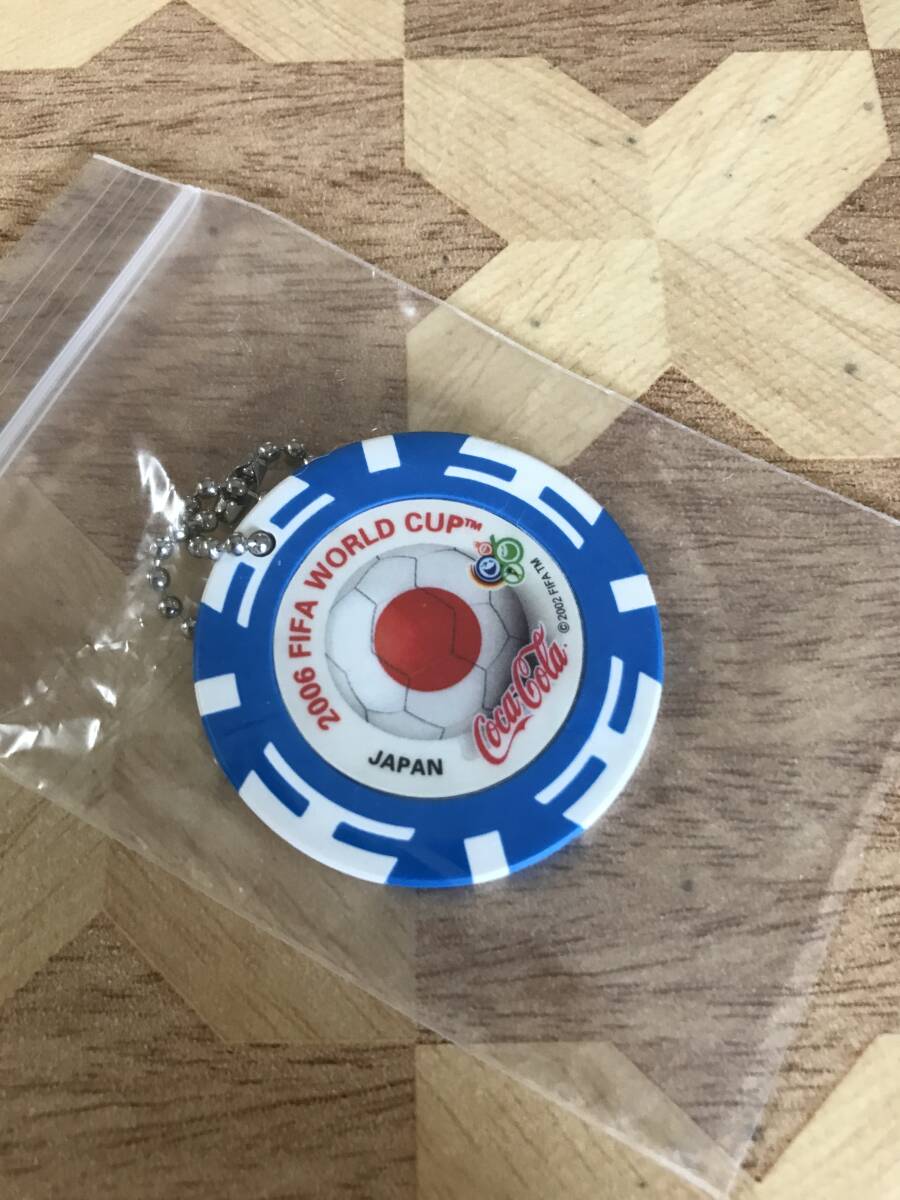 2006 FIFA WORLD CUP™
© 2002 FIFA TM
Coca-Cola
JAPAN